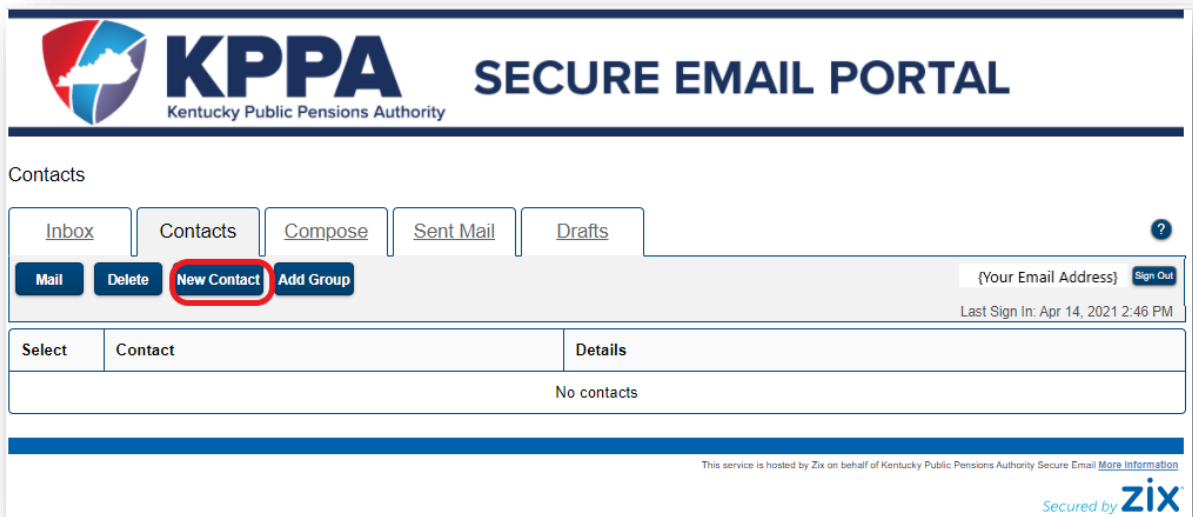 KPPA
Kentucky Public Pensions Authority
SECURE EMAIL PORTAL
Contacts
Inbox Contacts Compose Sent Mail Drafts ?
Mail Delete New Contact Add Group {Your Email Address} Sign Out
Last Sign In: Apr 14, 2021 2:46 PM
Select Contact Details
No contacts
This service is hosted by Zix on behalf of Kentucky Public Pensions Authority Secure Email More Information
Secured by zix